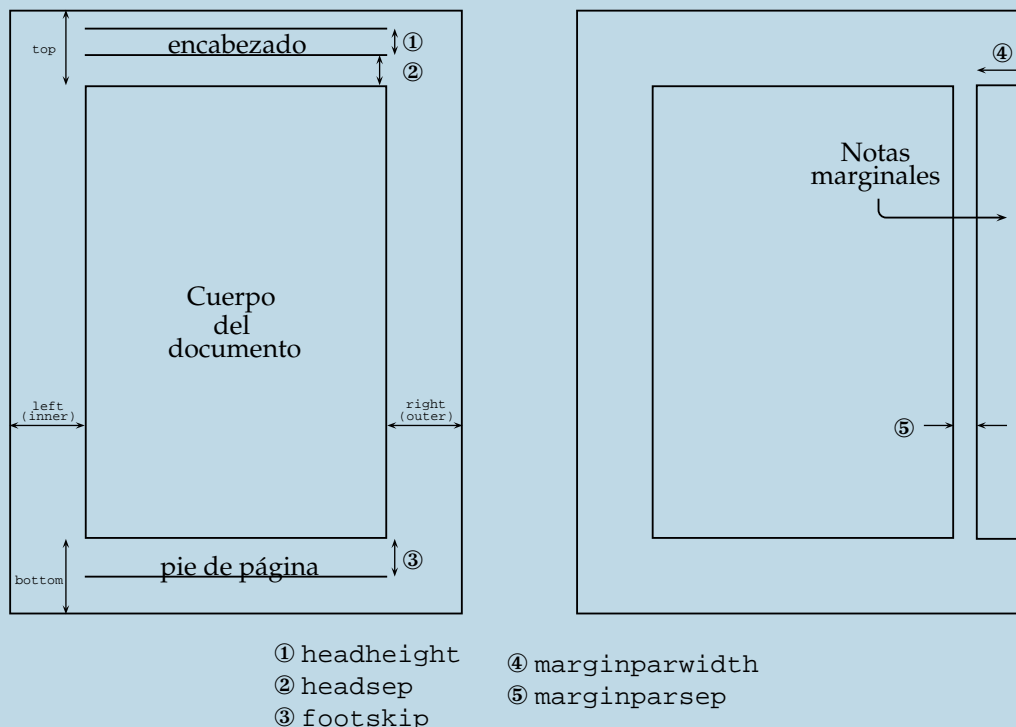 top
encabezado
①
②
Cuerpo
del
documento
left
(inner)
right
(outer)
pie de página
③
bottom
④
Notas
marginales
⑤
① headheight
② headsep
③ footskip
④ marginparwidth
⑤ marginparsep